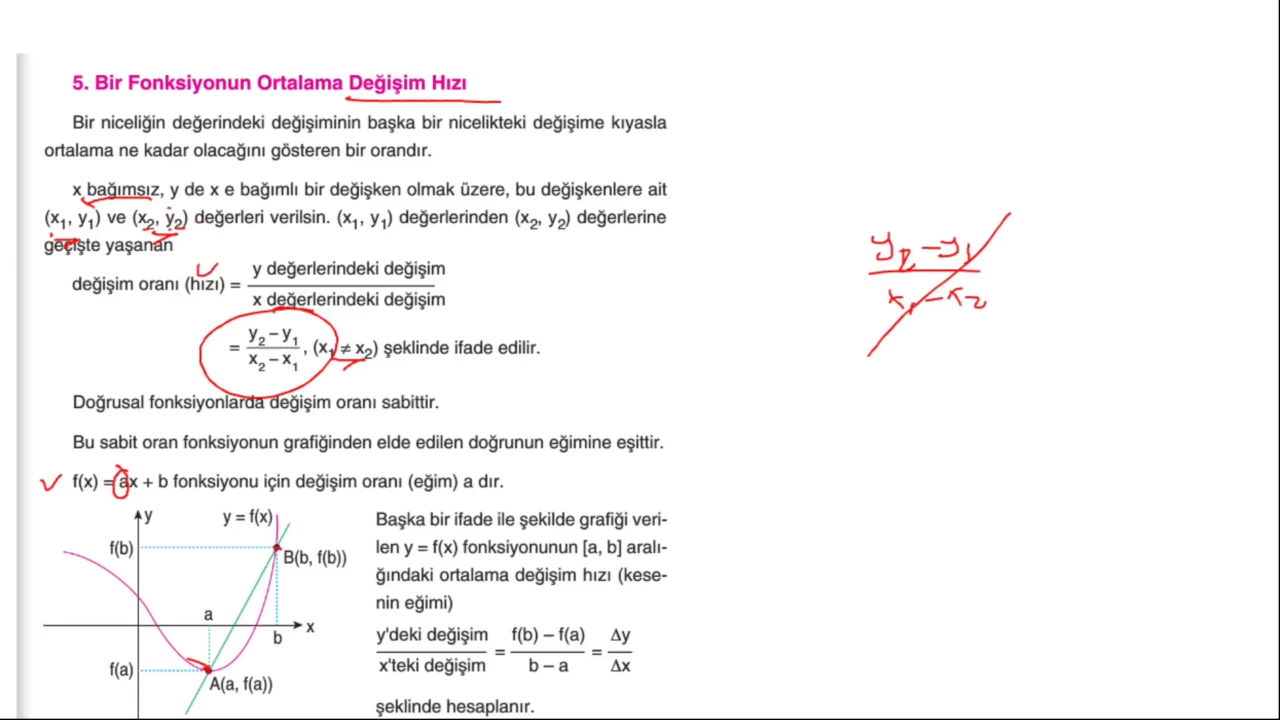 5. Bir Fonksiyonun Ortalama Değişim Hızı
Bir niceliğin değerindeki değişiminin başka bir nicelikteki değişime kıyasla
ortalama ne kadar olacağını gösteren bir orandır.
x bağımsız, y de x e bağımlı bir değişken olmak üzere, bu değişkenlere ait
(x₁, y₁) ve (x₂, y₂) değerleri verilsin. (x₁, y₁) değerlerinden (x₂, y₂) değerlerine
geçişte yaşanan
değişim oranı (hızı) = y değerlerindeki değişim / x değerlerindeki değişim
= y₂ – y₁ / x₂ – x₁ , (x₁ ≠ x₂) şeklinde ifade edilir.
y₂ – y₁ / x₁ – x₂
Doğrusal fonksiyonlarda değişim oranı sabittir.
Bu sabit oran fonksiyonun grafiğinden elde edilen doğrunun eğimine eşittir.
f(x) = ax + b fonksiyonu için değişim oranı (eğim) a dır.
y
y = f(x)
f(b)
B(b, f(b))
a
x
b
f(a)
A(a, f(a))
Başka bir ifade ile şekilde grafiği veri-
len y = f(x) fonksiyonunun [a, b] aralı-
ğındaki ortalama değişim hızı (kese-
nin eğimi)
y'deki değişim / x'teki değişim = f(b) – f(a) / b – a = Δy / Δx
şeklinde hesaplanır.